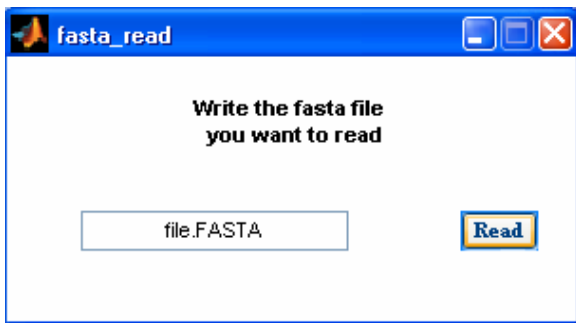 fasta_read
Write the fasta file
you want to read
file.FASTA
Read